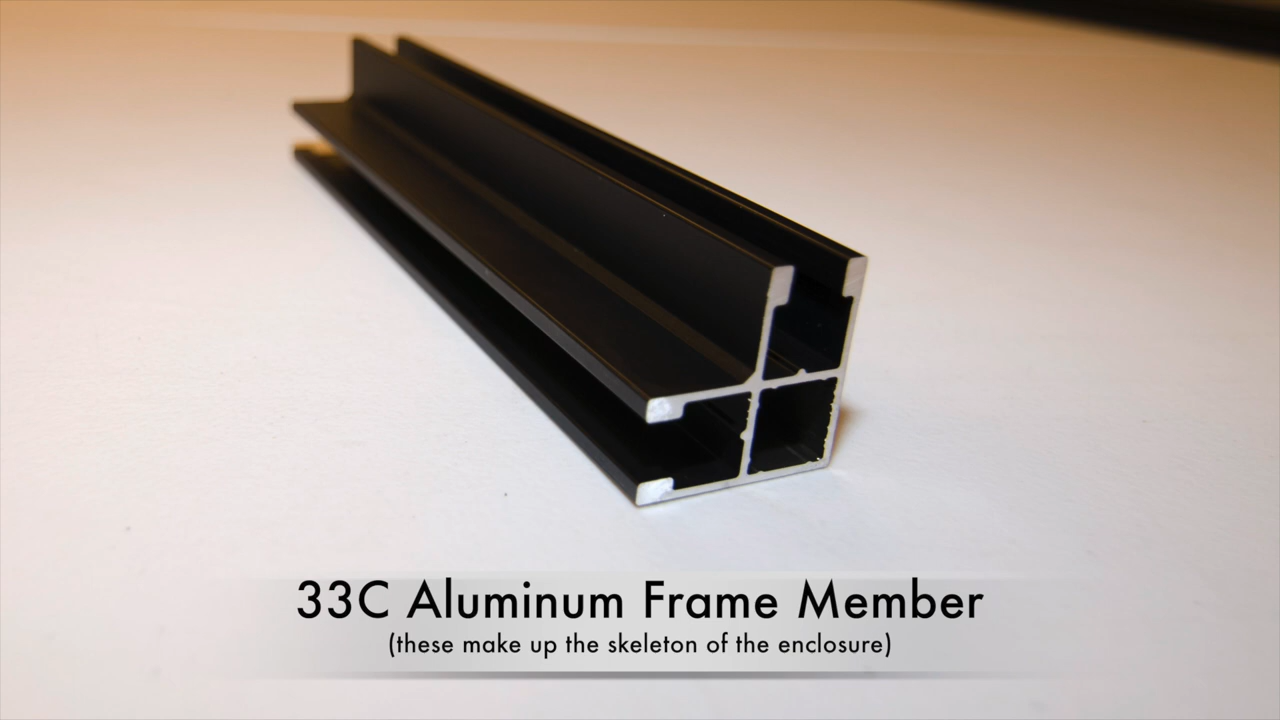 33C Aluminum Frame Member
(these make up the skeleton of the enclosure)